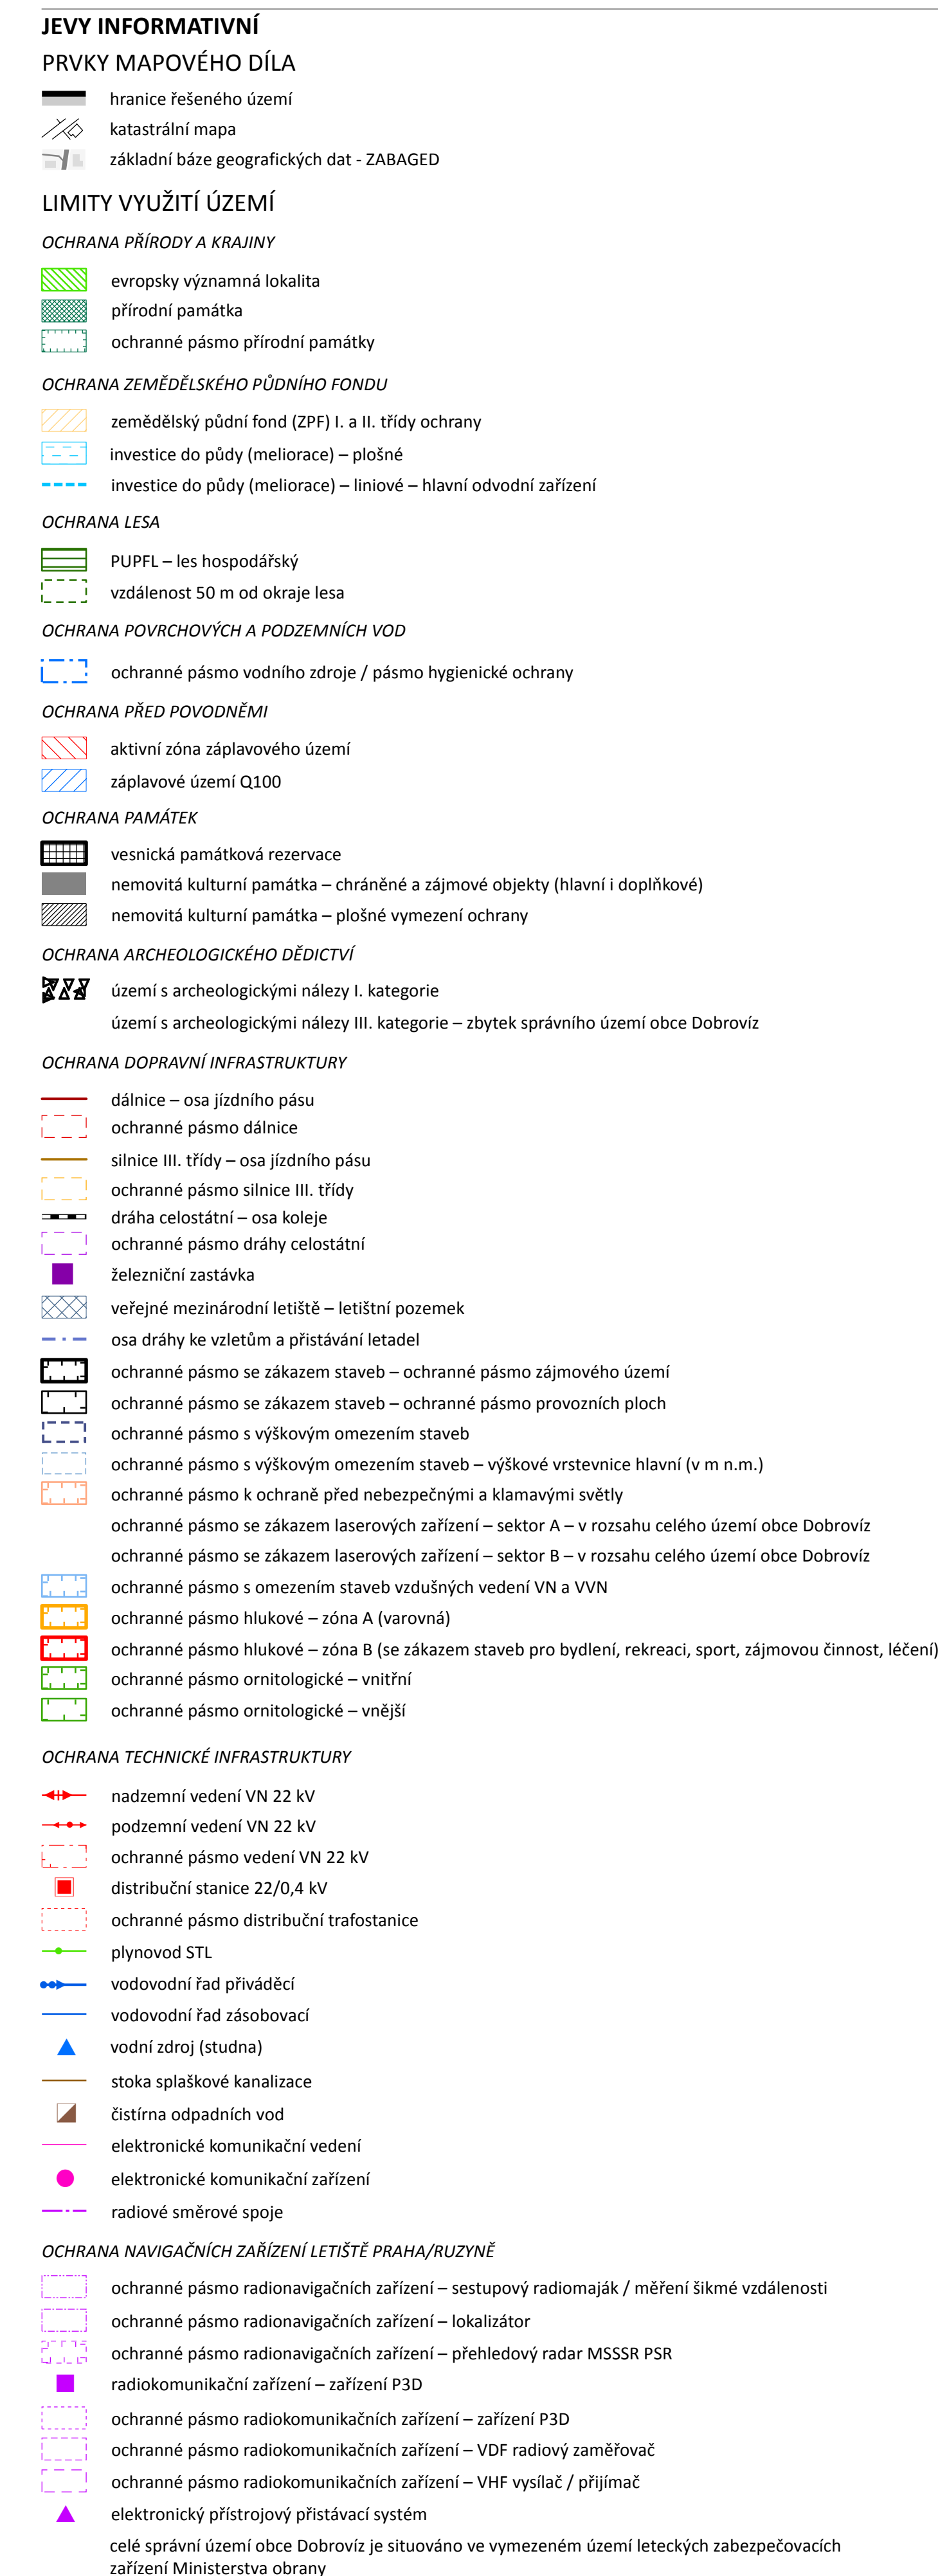 JEVY INFORMATIVNÍ
PRVKY MAPOVÉHO DÍLA
hranice řešeného území
katastrální mapa
základní báze geografických dat - ZABAGED
LIMITY VYUŽITÍ ÚZEMÍ
OCHRANA PŘÍRODY A KRAJINY
evropsky významná lokalita
přírodní památka
ochranné pásmo přírodní památky
OCHRANA ZEMĚDĚLSKÉHO PŮDNÍHO FONDU
zemědělský půdní fond (ZPF) I. a II. třídy ochrany
investice do půdy (meliorace) – plošné
investice do půdy (meliorace) – liniové – hlavní odvodní zařízení
OCHRANA LESA
PUPFL – les hospodářský
vzdálenost 50 m od okraje lesa
OCHRANA POVRCHOVÝCH A PODZEMNÍCH VOD
ochranné pásmo vodního zdroje / pásmo hygienické ochrany
OCHRANA PŘED POVODNĚMI
aktivní zóna záplavového území
záplavové území Q100
OCHRANA PAMÁTEK
vesnická památková rezervace
nemovitá kulturní památka – chráněné a zájmové objekty (hlavní i doplňkové)
nemovitá kulturní památka – plošné vymezení ochrany
OCHRANA ARCHEOLOGICKÉHO DĚDICTVÍ
území s archeologickými nálezy I. kategorie
území s archeologickými nálezy III. kategorie – zbytek správního území obce Dobrovíz
OCHRANA DOPRAVNÍ INFRASTRUKTURY
dálnice – osa jízdního pásu
ochranné pásmo dálnice
silnice III. třídy – osa jízdního pásu
ochranné pásmo silnice III. třídy
dráha celostátní – osa koleje
ochranné pásmo dráhy celostátní
železniční zastávka
veřejné mezinárodní letiště – letištní pozemek
osa dráhy ke vzletům a přistávání letadel
ochranné pásmo se zákazem staveb – ochranné pásmo zájmového území
ochranné pásmo se zákazem staveb – ochranné pásmo provozních ploch
ochranné pásmo s výškovým omezením staveb
ochranné pásmo s výškovým omezením staveb – výškové vrstevnice hlavní (v m n.m.)
ochranné pásmo k ochraně před nebezpečnými a klamavými světly
ochranné pásmo se zákazem laserových zařízení – sektor A – v rozsahu celého území obce Dobrovíz
ochranné pásmo se zákazem laserových zařízení – sektor B – v rozsahu celého území obce Dobrovíz
ochranné pásmo s omezením staveb vzdušných vedení VN a VVN
ochranné pásmo hlukové – zóna A (varovná)
ochranné pásmo hlukové – zóna B (se zákazem staveb pro bydlení, rekreaci, sport, zájmovou činnost, léčení)
ochranné pásmo ornitologické – vnitřní
ochranné pásmo ornitologické – vnější
OCHRANA TECHNICKÉ INFRASTRUKTURY
nadzemní vedení VN 22 kV
podzemní vedení VN 22 kV
ochranné pásmo vedení VN 22 kV
distribuční stanice 22/0,4 kV
ochranné pásmo distribuční trafostanice
plynovod STL
vodovodní řad přiváděcí
vodovodní řad zásobovací
vodní zdroj (studna)
stoka splaškové kanalizace
čistírna odpadních vod
elektronické komunikační vedení
elektronické komunikační zařízení
radiové směrové spoje
OCHRANA NAVIGAČNÍCH ZAŘÍZENÍ LETIŠTĚ PRAHA/RUZYNĚ
ochranné pásmo radionavigačních zařízení – sestupový radiomaják / měření šikmé vzdálenosti
ochranné pásmo radionavigačních zařízení – lokalizátor
ochranné pásmo radionavigačních zařízení – přehledový radar MSSSR PSR
radiokomunikační zařízení – zařízení P3D
ochranné pásmo radiokomunikačních zařízení – zařízení P3D
ochranné pásmo radiokomunikačních zařízení – VDF radiový zaměřovač
ochranné pásmo radiokomunikačních zařízení – VHF vysílač / přijímač
elektronický přístrojový přistávací systém
celé správní území obce Dobrovíz je situováno ve vymezeném území leteckých zabezpečovacích
zařízení Ministerstva obrany